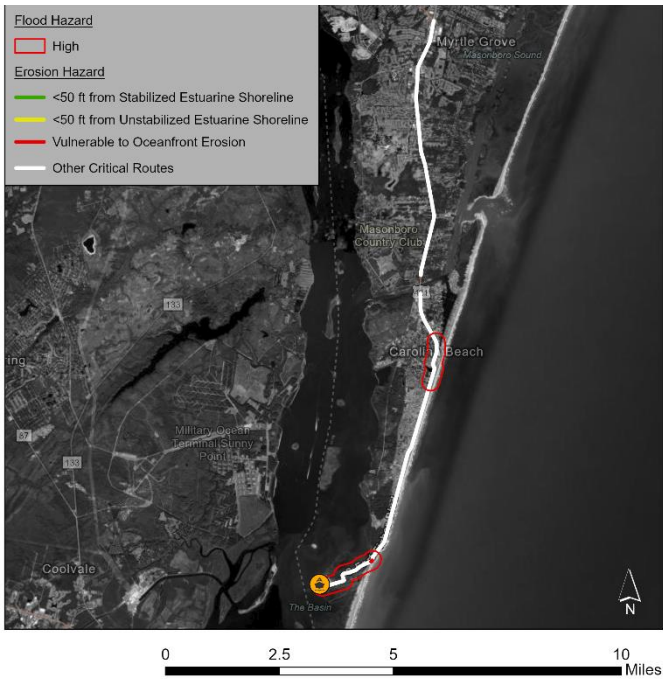 Flood Hazard
High
Erosion Hazard
<50 ft from Stabilized Estuarine Shoreline
<50 ft from Unstabilized Estuarine Shoreline
Vulnerable to Oceanfront Erosion
Other Critical Routes
Myrtle Grove
Masonboro Sound
Masonboro
Country Club
133
ring
Carolina Beach
Military Ocean
Terminal Sunny
Point
87
133
Coolvale
The Basin
N
0 2.5 5 10
Miles